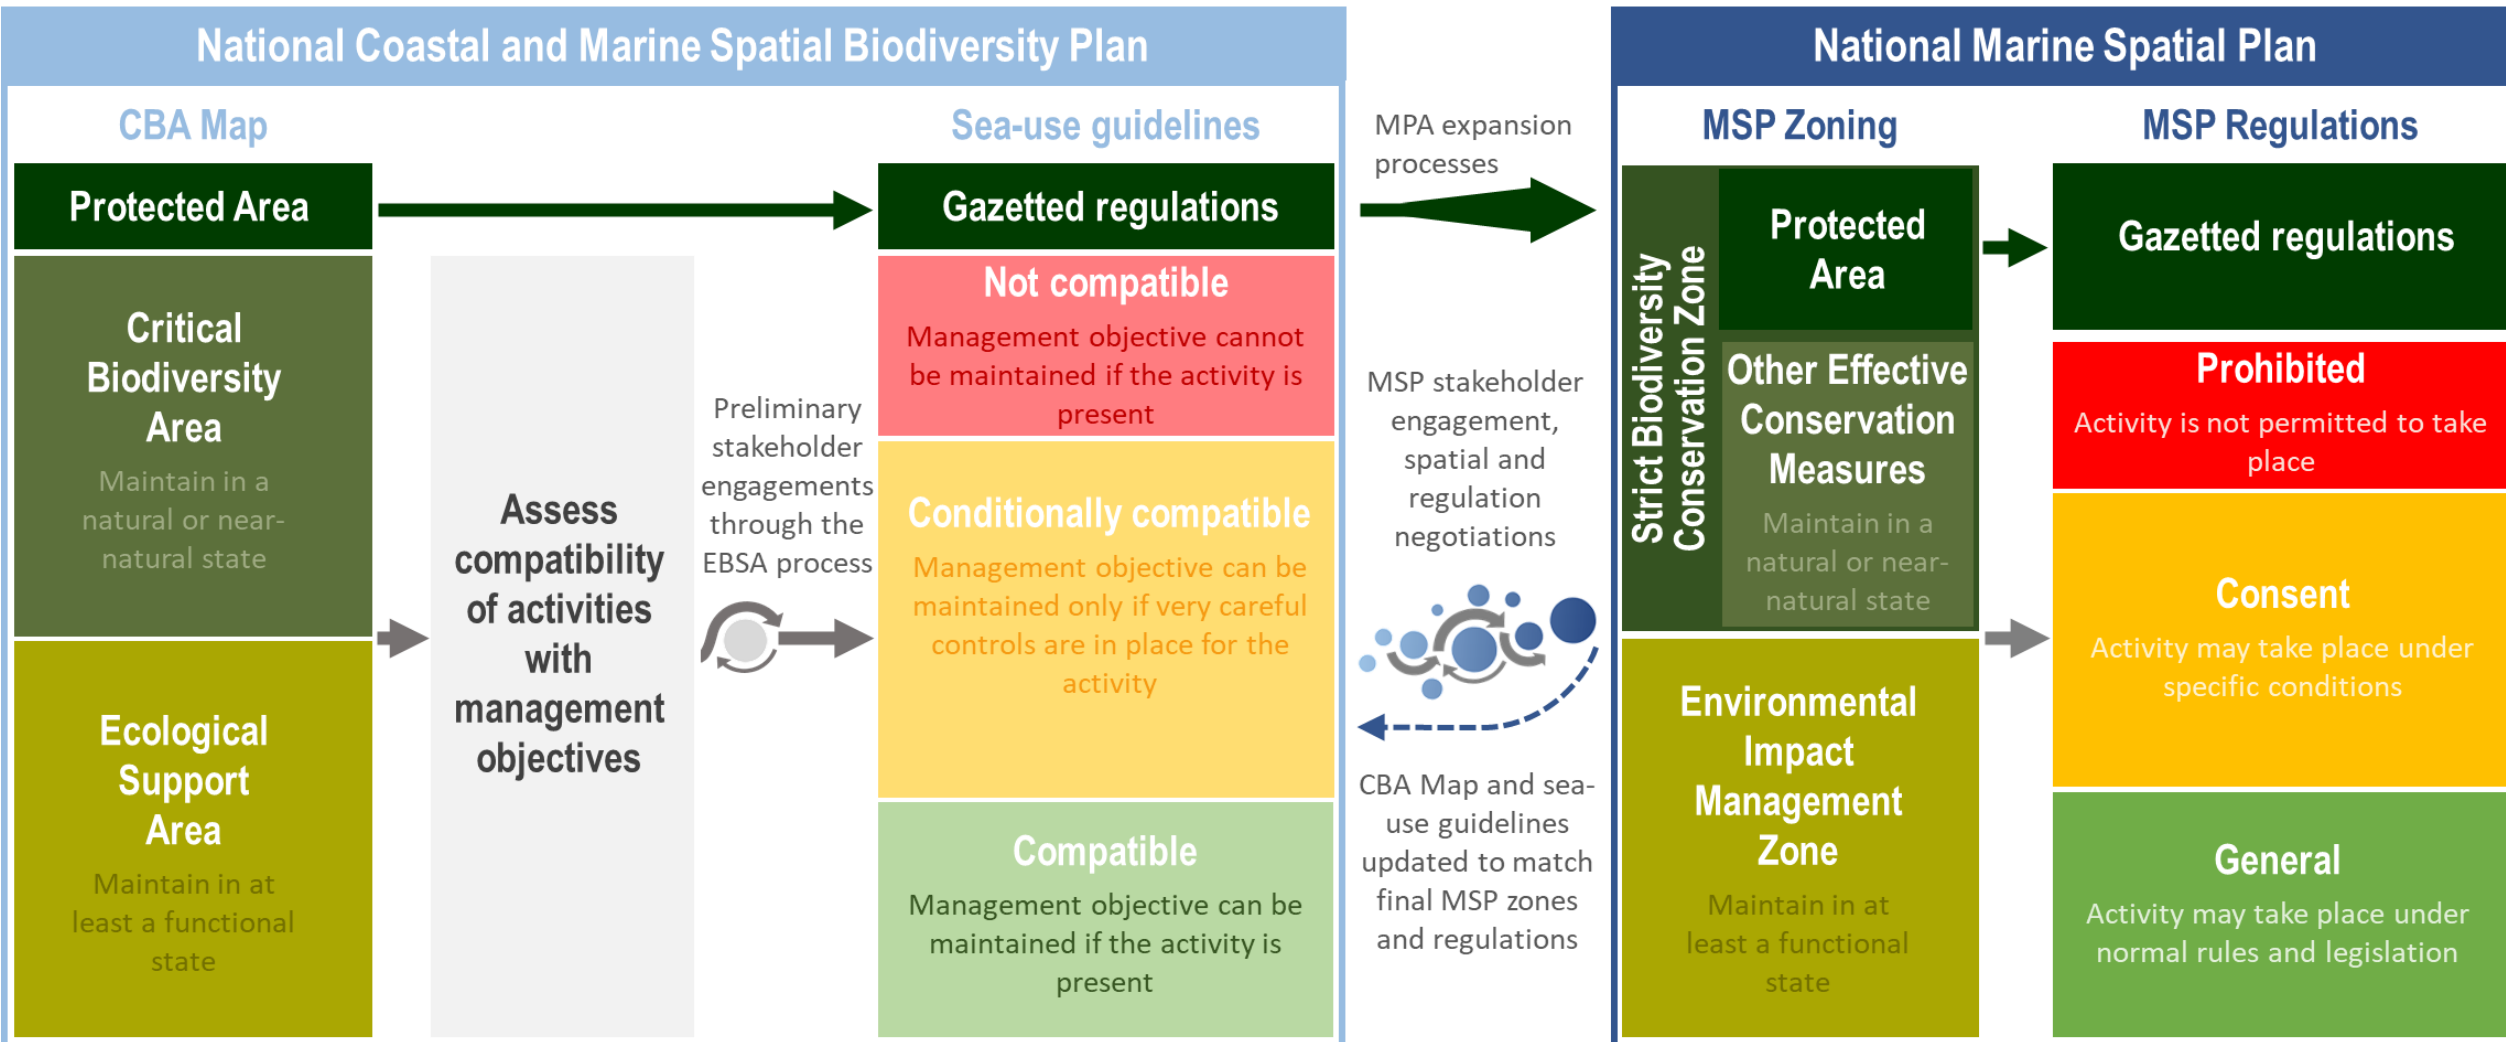 National Coastal and Marine Spatial Biodiversity Plan
CBA Map
Protected Area
Critical
Biodiversity
Area
Maintain in a
natural or near-
natural state
Ecological
Support
Area
Maintain in at
least a functional
state
Assess
compatibility
of activities
with
management
objectives
Preliminary
stakeholder
engagements
through the
EBSA process
Sea-use guidelines
Gazetted regulations
Not compatible
Management objective cannot
be maintained if the activity is
present
Conditionally compatible
Management objective can be
maintained only if very careful
controls are in place for the
activity
Compatible
Management objective can be
maintained if the activity is
present
MPA expansion
processes
MSP stakeholder
engagement,
spatial and
regulation
negotiations
CBA Map and sea-
use guidelines
updated to match
final MSP zones
and regulations
National Marine Spatial Plan
MSP Zoning
Strict Biodiversity
Conservation Zone
Protected
Area
Other Effective
Conservation
Measures
Maintain in a
natural or near-
natural state
Environmental
Impact
Management
Zone
Maintain in at
least a functional
state
MSP Regulations
Gazetted regulations
Prohibited
Activity is not permitted to take
place
Consent
Activity may take place under
specific conditions
General
Activity may take place under
normal rules and legislation